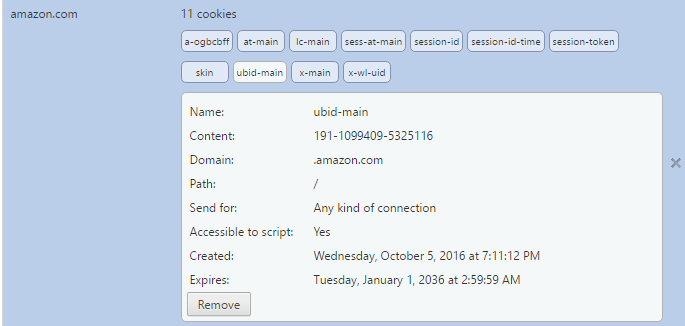 amazon.com 11 cookies
a-ogbcbff at-main lc-main sess-at-main session-id session-id-time session-token
skin ubid-main x-main x-wl-uid
Name: ubid-main
Content: 191-1099409-5325116
Domain: .amazon.com
Path: /
Send for: Any kind of connection
Accessible to script: Yes
Created: Wednesday, October 5, 2016 at 7:11:12 PM
Expires: Tuesday, January 1, 2036 at 2:59:59 AM
Remove